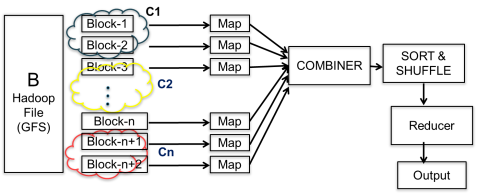 C1
Block-1
Map
Block-2
Map
Block-3
Map
C2
B
Hadoop
File
(GFS)
COMBINER
SORT &
SHUFFLE
Block-n
Map
Block-n+1
Map
Cn
Block-n+2
Map
Reducer
Output